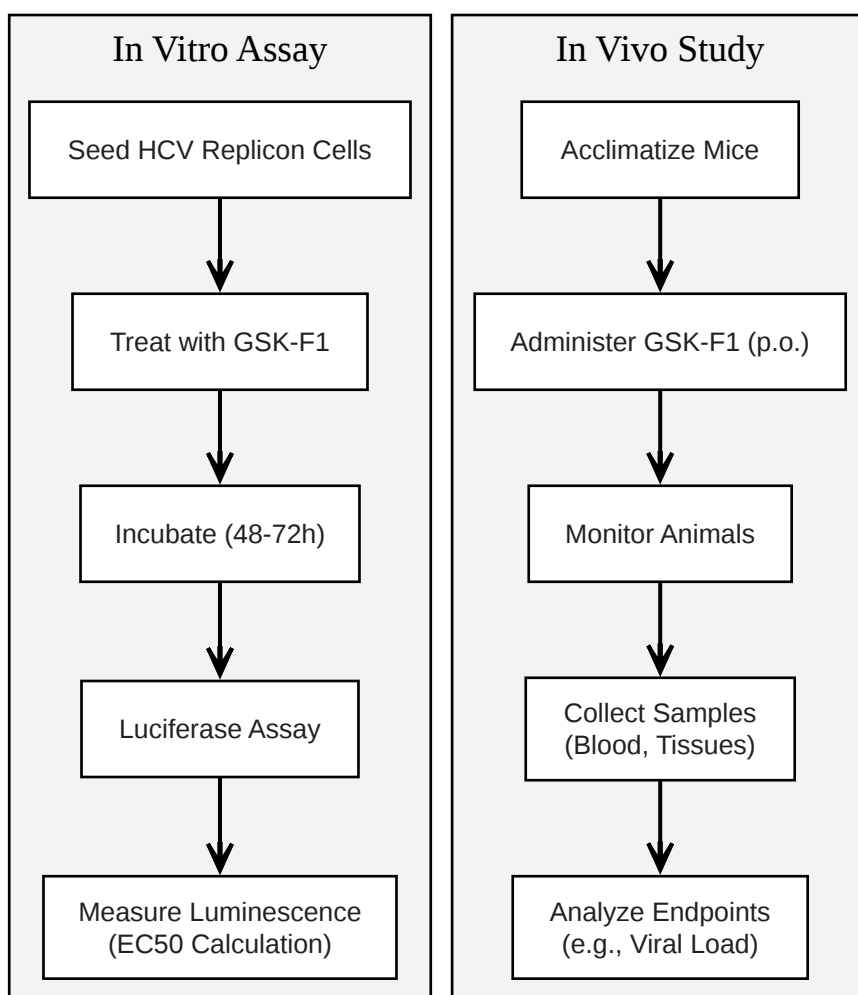 In Vitro Assay
Seed HCV Replicon Cells
Treat with GSK-F1
Incubate (48-72h)
Luciferase Assay
Measure Luminescence
(EC50 Calculation)
In Vivo Study
Acclimatize Mice
Administer GSK-F1 (p.o.)
Monitor Animals
Collect Samples
(Blood, Tissues)
Analyze Endpoints
(e.g., Viral Load)